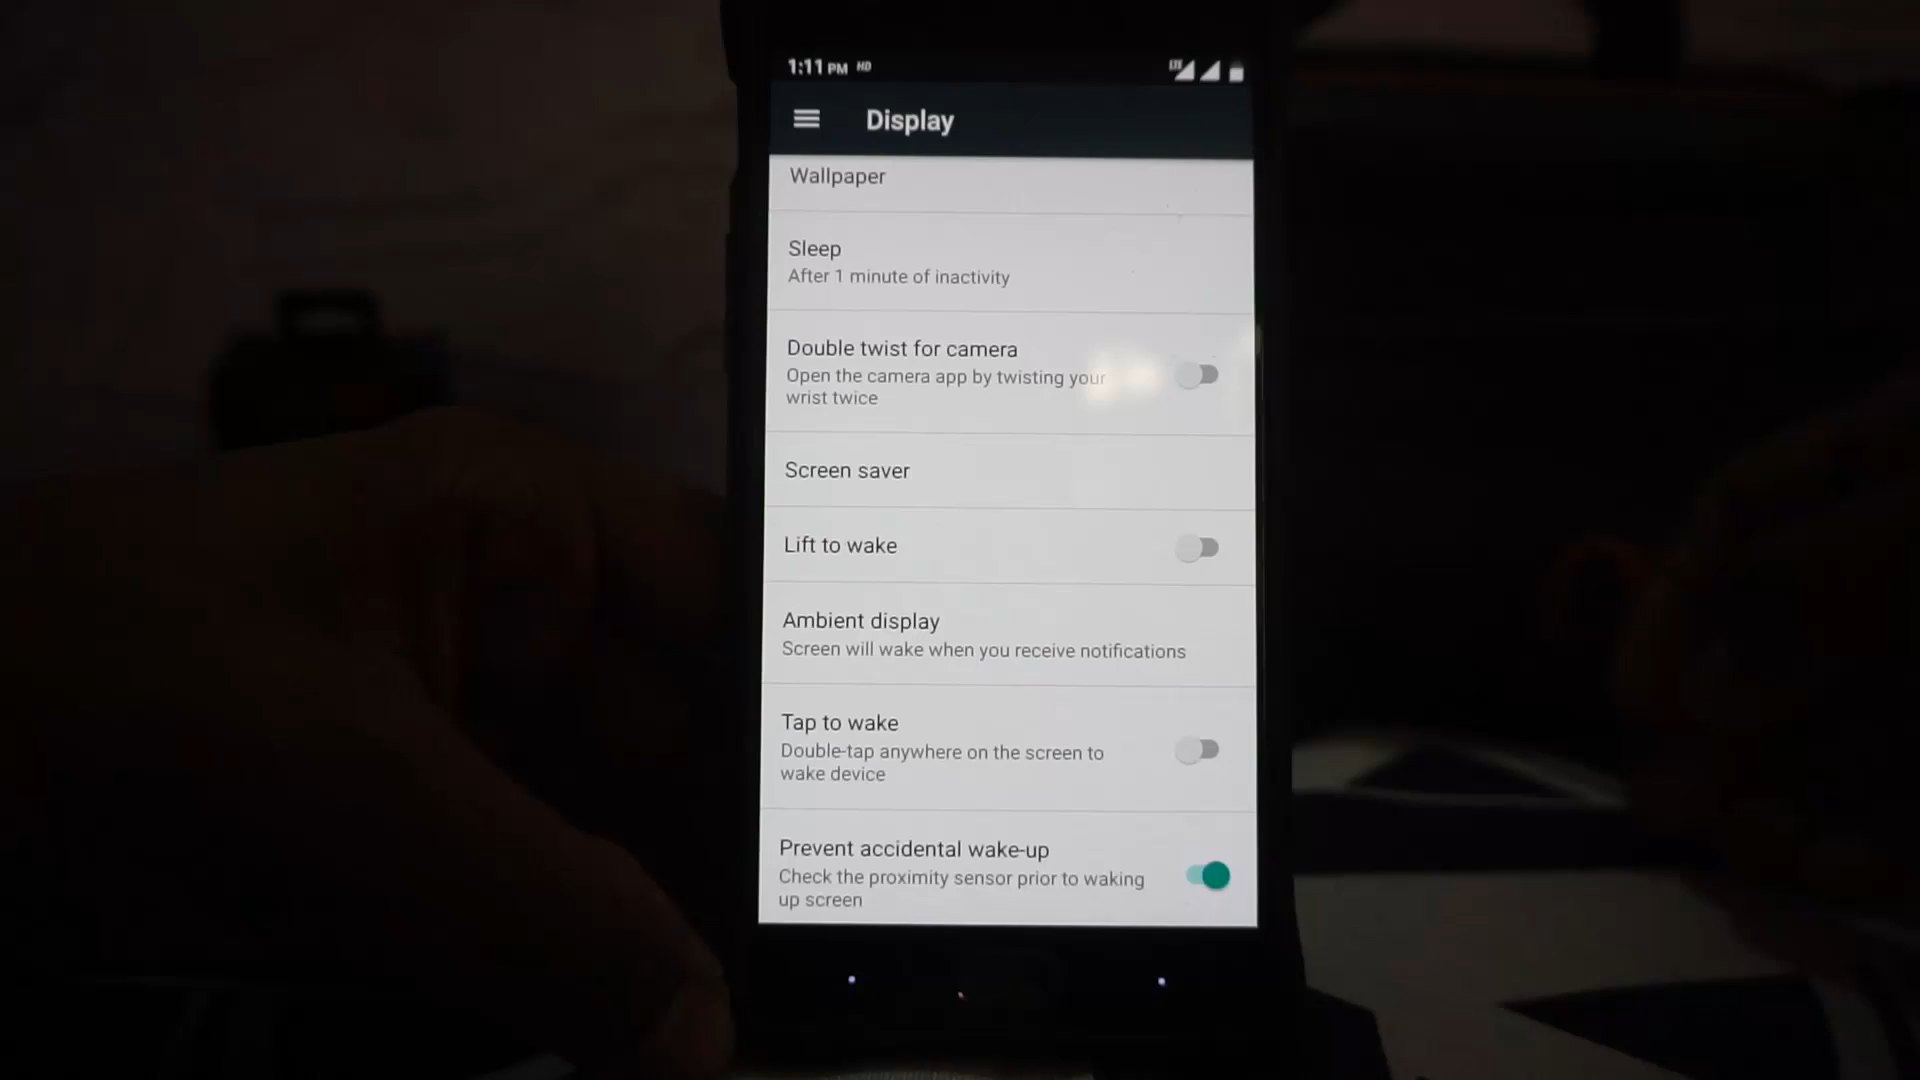 1:11 PM HD
LTE
Display
Wallpaper
Sleep
After 1 minute of inactivity
Double twist for camera
Open the camera app by twisting your
wrist twice
Screen saver
Lift to wake
Ambient display
Screen will wake when you receive notifications
Tap to wake
Double-tap anywhere on the screen to
wake device
Prevent accidental wake-up
Check the proximity sensor prior to waking
up screen